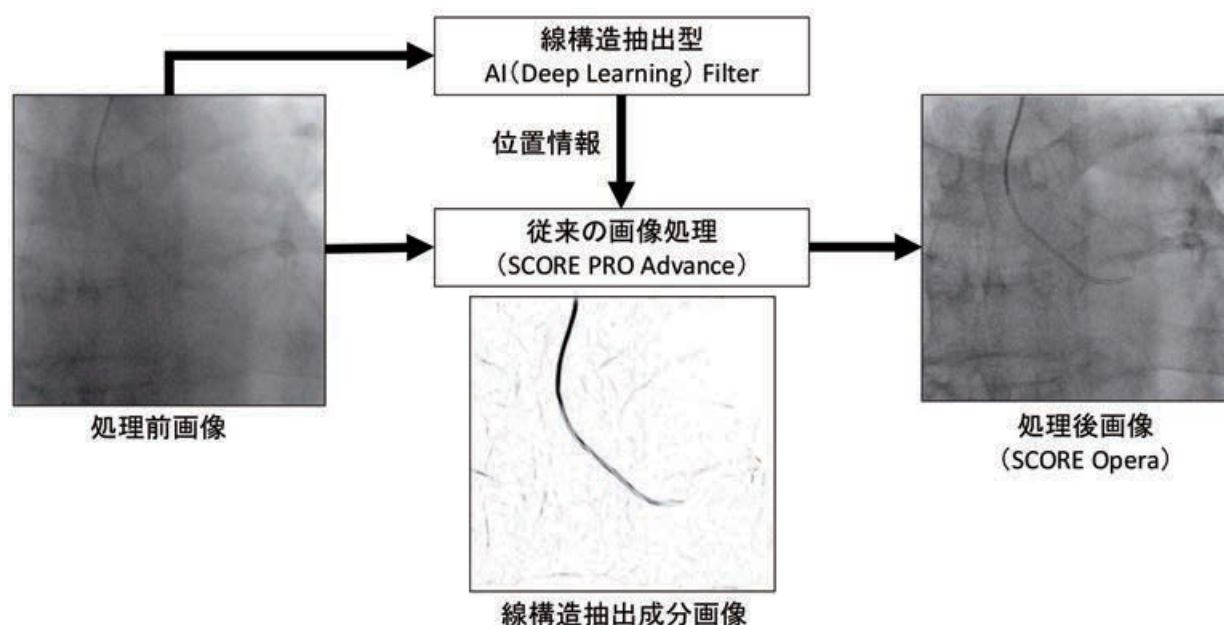 線構造抽出型
AI(Deep Learning) Filter
位置情報
従来の画像処理
(SCORE PRO Advance)
処理前画像
処理後画像
(SCORE Opera)
線構造抽出成分画像